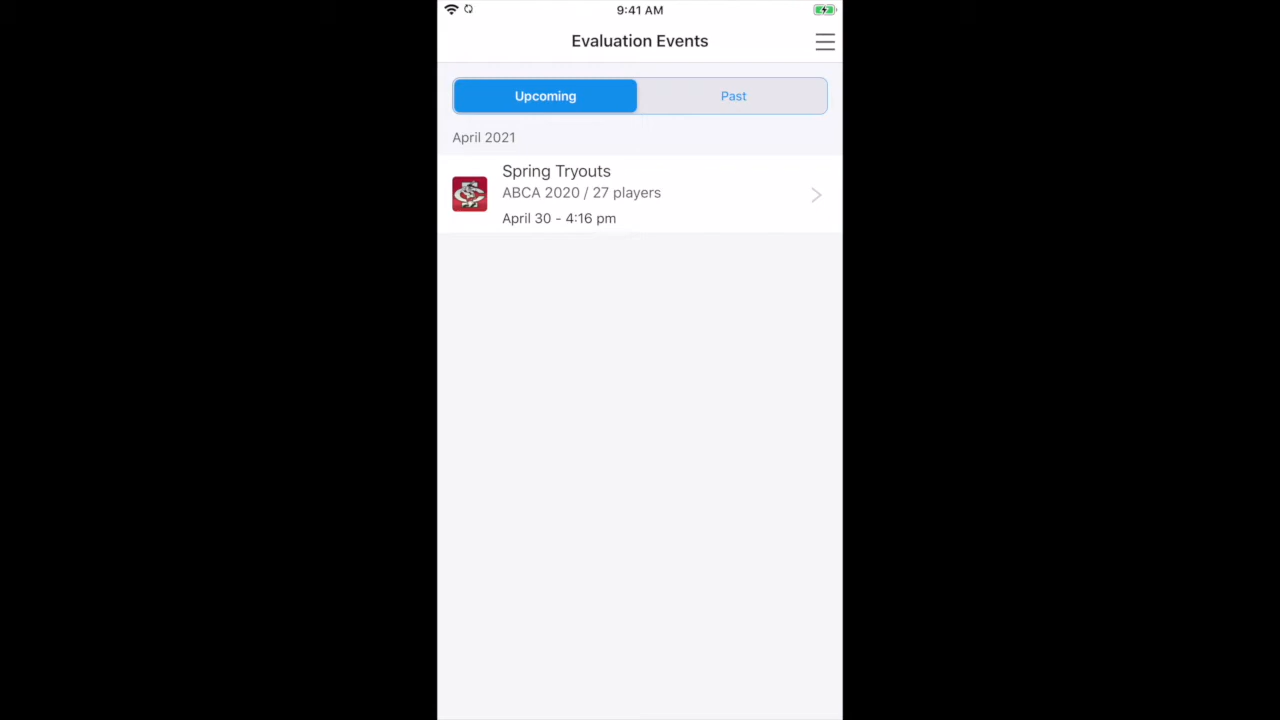 9:41 AM
Evaluation Events
Upcoming
Past
April 2021
Spring Tryouts
ABCA 2020 / 27 players
April 30 - 4:16 pm